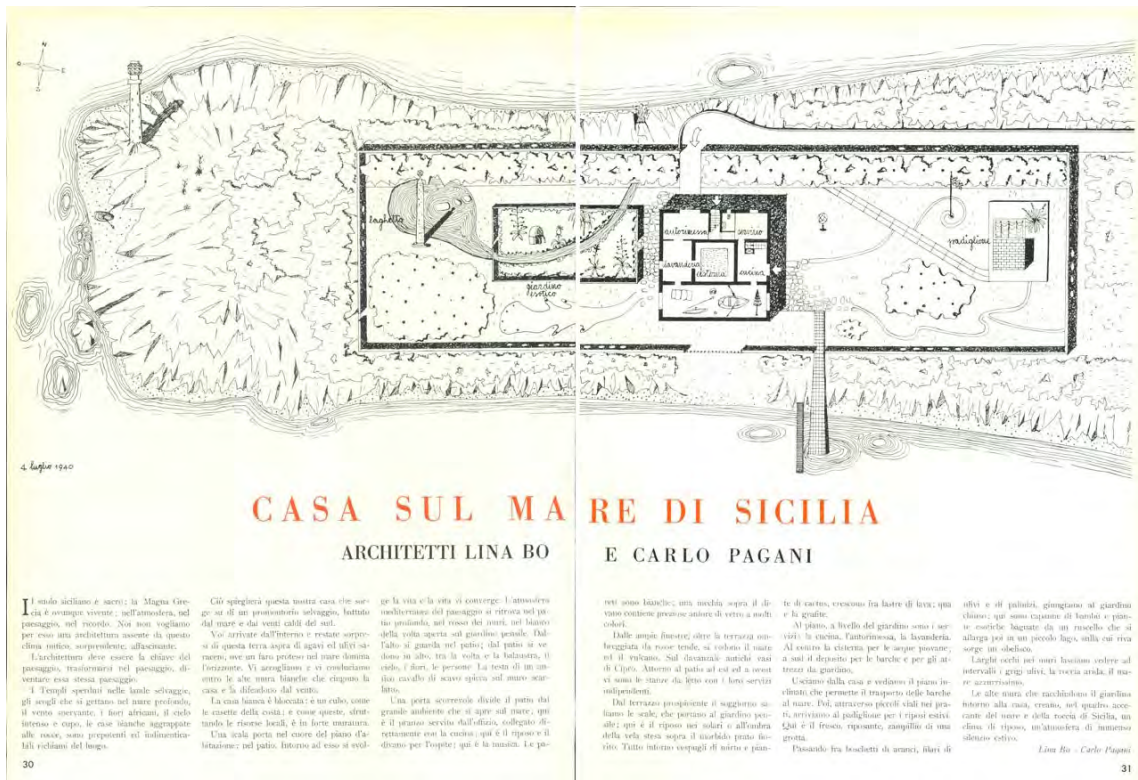 N
O
E
S
laghetto
giardino
esotico
autorimessa
servizio
lavanderia
cisterna
cucina
padiglione
4 luglio 1940
CASA SUL MARE DI SICILIA
ARCHITETTI LINA BO E CARLO PAGANI
Il suolo siciliano è sacro; la Magna Gre-
cia è ovunque vivente; nell'atmosfera, nel
paesaggio, nel ricordo. Noi non vogliamo
per esso una architettura assente da questo
clima mitico, sorprendente, affascinante.
L'architettura deve essere la chiave del
paesaggio, trasformarsi nel paesaggio, di-
ventare essa stessa paesaggio.
I Templi sperduti nelle lande selvagge,
gli scogli che si gettano nel mare profondo,
il vento snervante, i fiori africani, il cielo
intenso e cupo, le case bianche aggrappate
alle rocce, sono prepotenti ed indimentica-
bili richiami del luogo.
30
Ciò spiegherà questa nostra casa che sor-
ge su di un promontorio selvaggio, battuto
dal mare e dai venti caldi del sud.
Voi arrivate dall'interno e restate sorpre-
si di questa terra aspra di agavi ed ulivi sa-
raceni, ove un faro proteso nel mare domina
l'orizzonte. Vi accogliamo e vi conduciamo
entro le alte mura bianche che cingono la
casa e la difendono dal vento.
La casa bianca è bloccata: è un cubo, come
le casette della costa; e come queste, sfrut-
tando le risorse locali, è in forte muratura.
Una scala porta nel cuore del piano d'a-
bitazione: nel patio. Intorno ad esso si svol-
ge la vita e la vita vi converge. L'atmosfera
mediterranea del paesaggio si ritrova nel pa-
tio profondo, nel rosso dei muri, nel bianco
della volta aperta sul giardino pensile. Dal-
l'alto si guarda nel patio; dal patio si ve
dono su alto, tra la volta e la balaustra, il
cielo, i fiori, le persone. La testa di un an-
tico cavallo di scavo spicca sul muro scar-
latto.
Una porta scorrevole divide il patio dal
grande ambiente che si apre sul mare; qui
è il pranzo servito dall'offizio, collegato di-
rettamente con la cucina; qui è il riposo e il
divano per l'ospite; qui è la musica. Le pa-
reti sono bianche; una nicchia sopra il di-
vano contiene preziose anfore di vetro a molti
colori.
Dalle ampie finestre, oltre la terrazza om-
breggiata da rosse tende, si vedono il mare
ed il vulcano. Sul davanzale antichi vasi
di Cipro. Attorno al patio ad est ed a ovest
vi sono le stanze da letto con i loro servizi
indipendenti.
Dal terrazzo prospiciente il soggiorno sa-
liamo le scale, che portano al giardino pen-
sile; qui è il riposo nei solari o all'ombra
della vela stesa sopra il morbido prato fio-
rito. Tutto intorno cespugli di mirto e pian-
te di cactus, crescono fra lastre di lava; qua
e là graffite.
Al piano, a livello del giardino sono i ser-
vizi: la cucina, l'autorimessa, la lavanderia.
Al centro la cisterna per le acque piovane,
a sud il deposito per le barche e per gli at-
trezzi da giardino.
Usciamo dalla casa e vediamo il piano in-
clinato che permette il trasporto delle barche
al mare. Poi, attraverso piccoli viali nei pra-
ti, arriviamo al padiglione per i riposi estivi.
Qui è il fresco, riposante, zampillio di una
grotta.
Passando fra boschetti di aranci, filari di
ulivi e di palmizi, giungiamo al giardino
chiuso; qui sono capanne di bambù e pian-
te esotiche bagnate da un ruscello che si
allarga poi in un piccolo lago, sulla cui riva
sorge un obelisco.
Larghi occhi nei muri lasciano vedere ad
intervalli i grigi ulivi, la roccia arida, il ma-
re azzurrissimo.
Le alte mura che racchiudono il giardino
intorno alla casa, creano, nel quadro acce-
cante del mare e della roccia di Sicilia, un
clima di riposo, un'atmosfera di immenso
silenzio estivo.
Lina Bo - Carlo Pagani
31